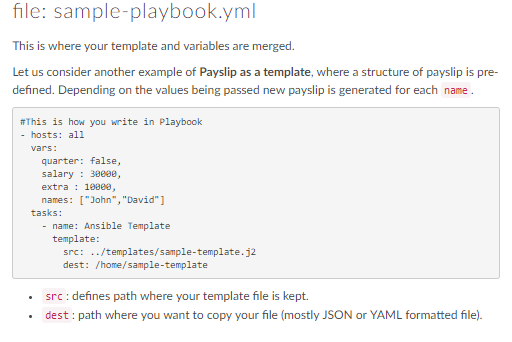 file: sample-playbook.yml
This is where your template and variables are merged.
Let us consider another example of Payslip as a template, where a structure of payslip is pre-
defined. Depending on the values being passed new payslip is generated for each name .
#This is how you write in Playbook
- hosts: all
  vars:
    quarter: false,
    salary : 30000,
    extra : 10000,
    names: ["John","David"]
  tasks:
    - name: Ansible Template
      template:
        src: ../templates/sample-template.j2
        dest: /home/sample-template
• src : defines path where your template file is kept.
• dest : path where you want to copy your file (mostly JSON or YAML formatted file).